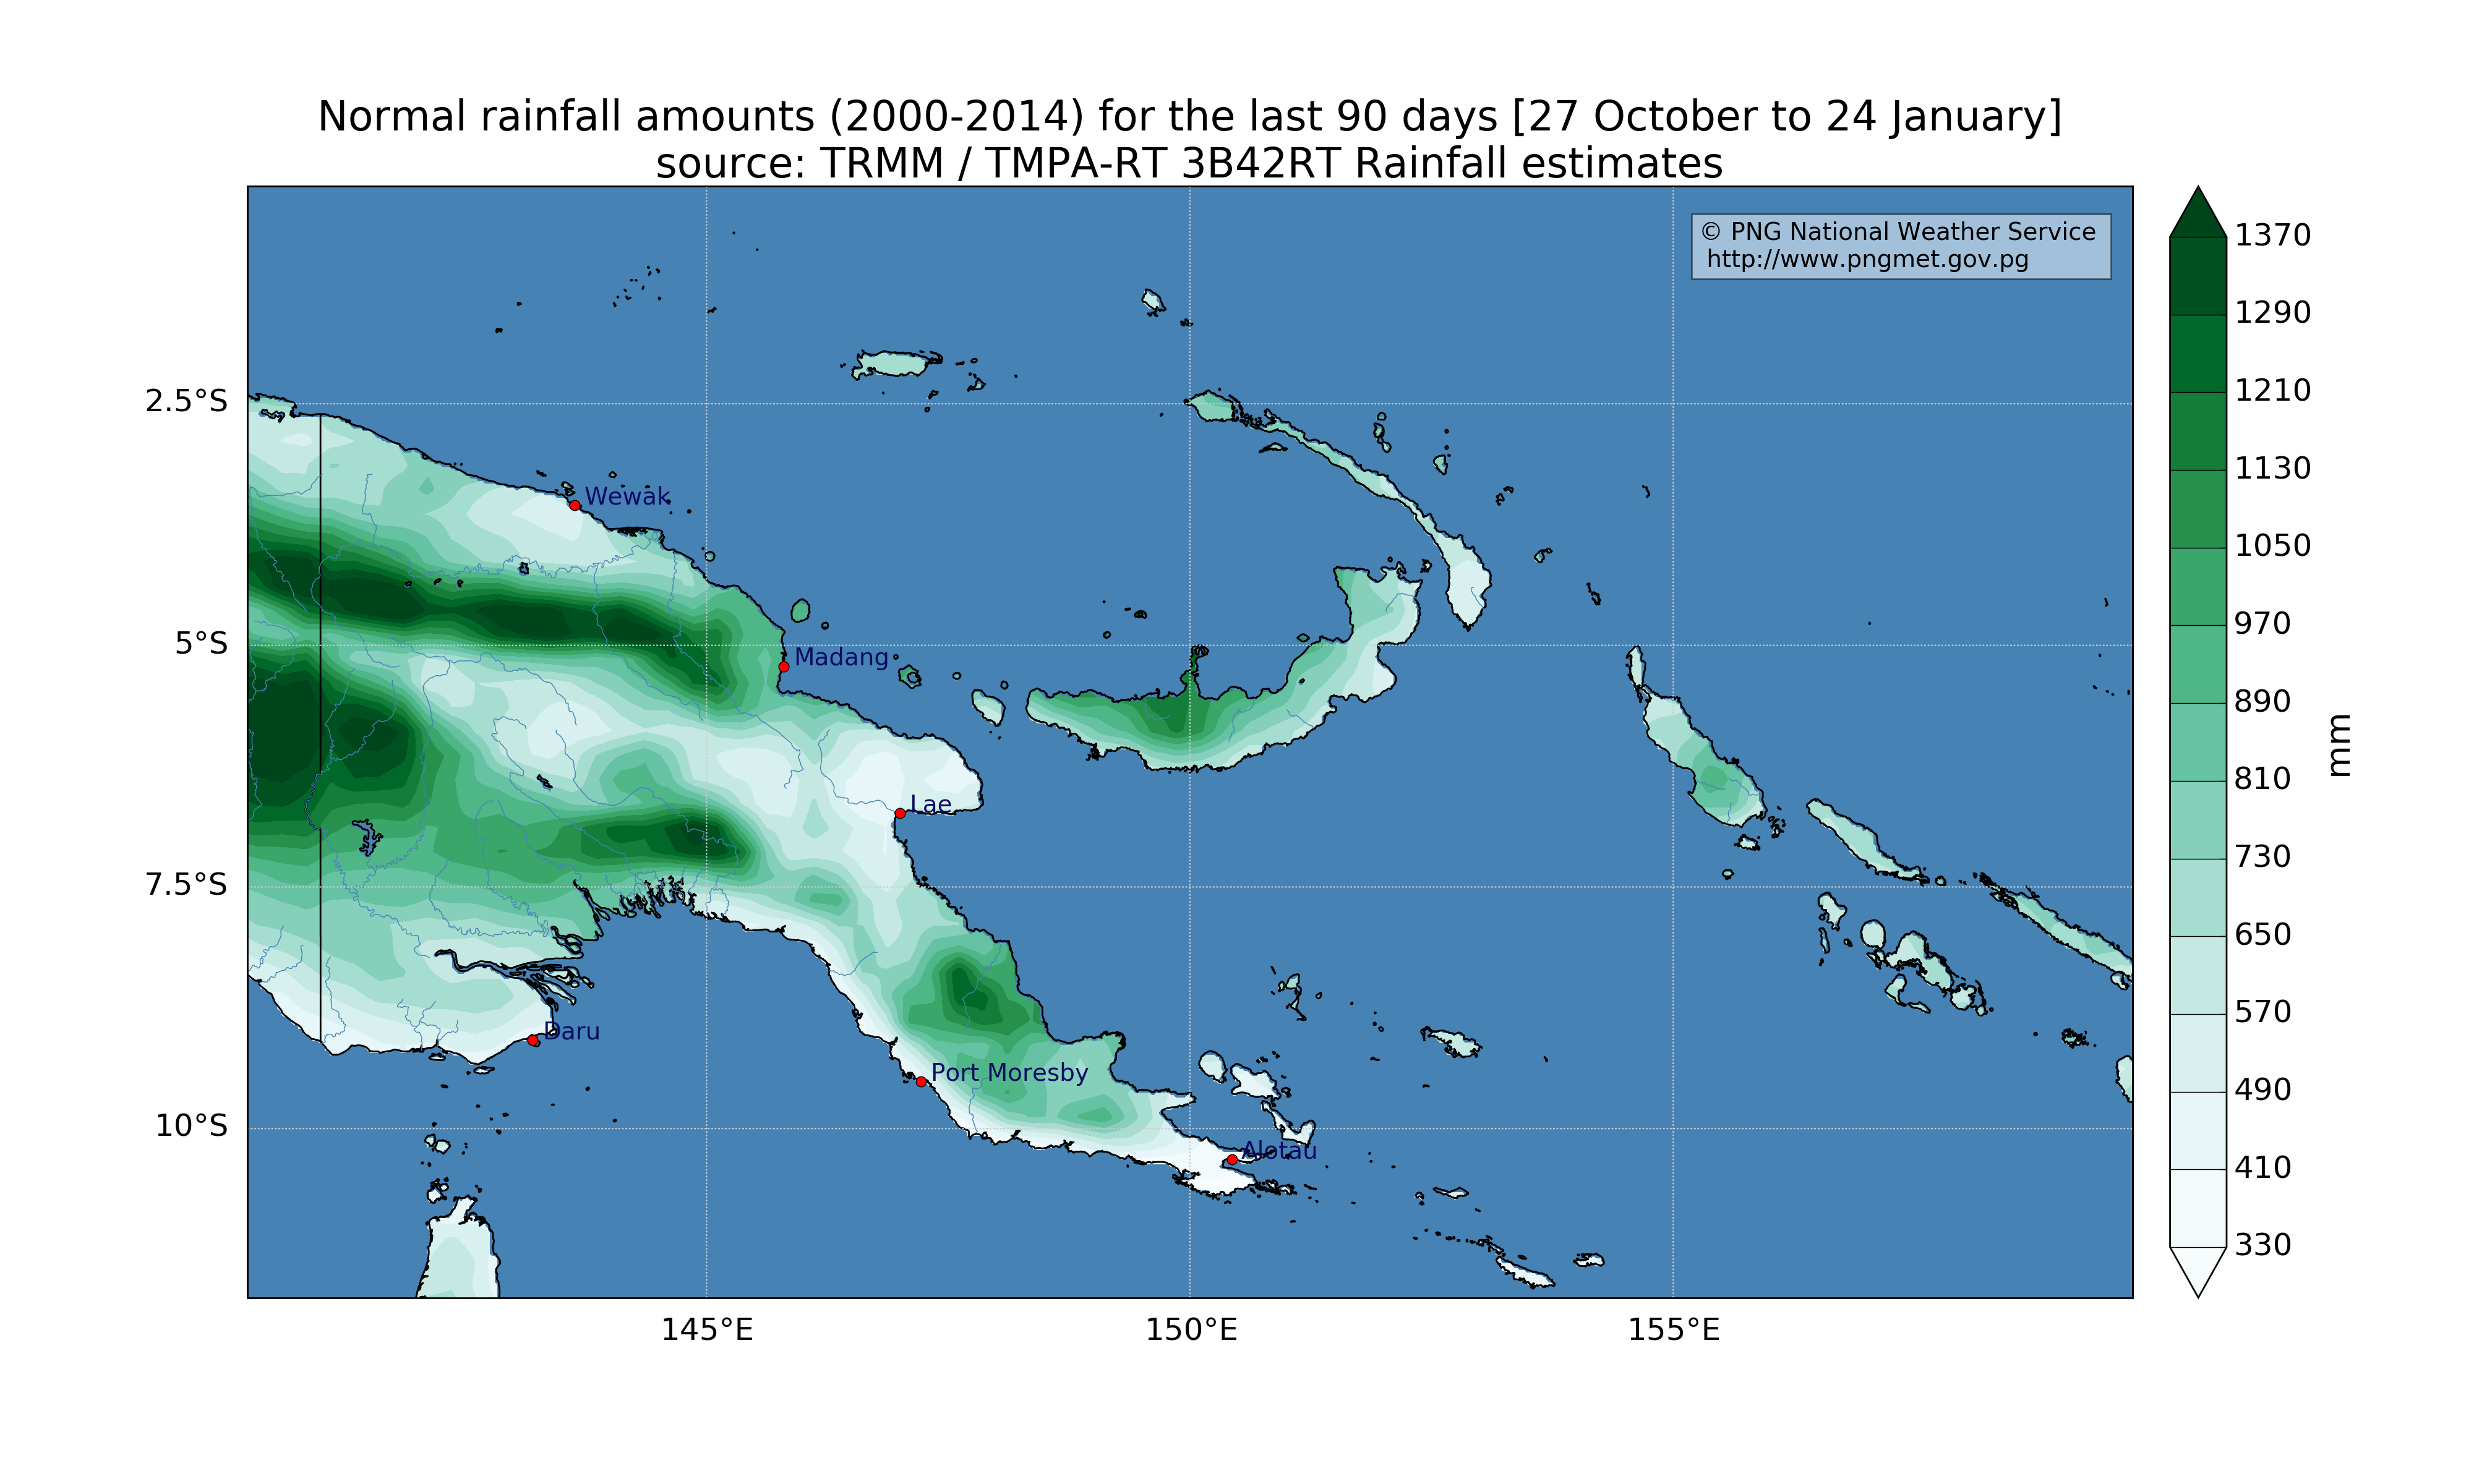 Normal rainfall amounts (2000-2014) for the last 90 days [27 October to 24 January]
source: TRMM / TMPA-RT 3B42RT Rainfall estimates
© PNG National Weather Service
http://www.pngmet.gov.pg
1370
1290
1210
1130
1050
970
890
810
730
650
570
490
410
330
mm
2.5°S
5°S
7.5°S
10°S
Wewak
Madang
Lae
Daru
Port Moresby
Alotau
145°E
150°E
155°E